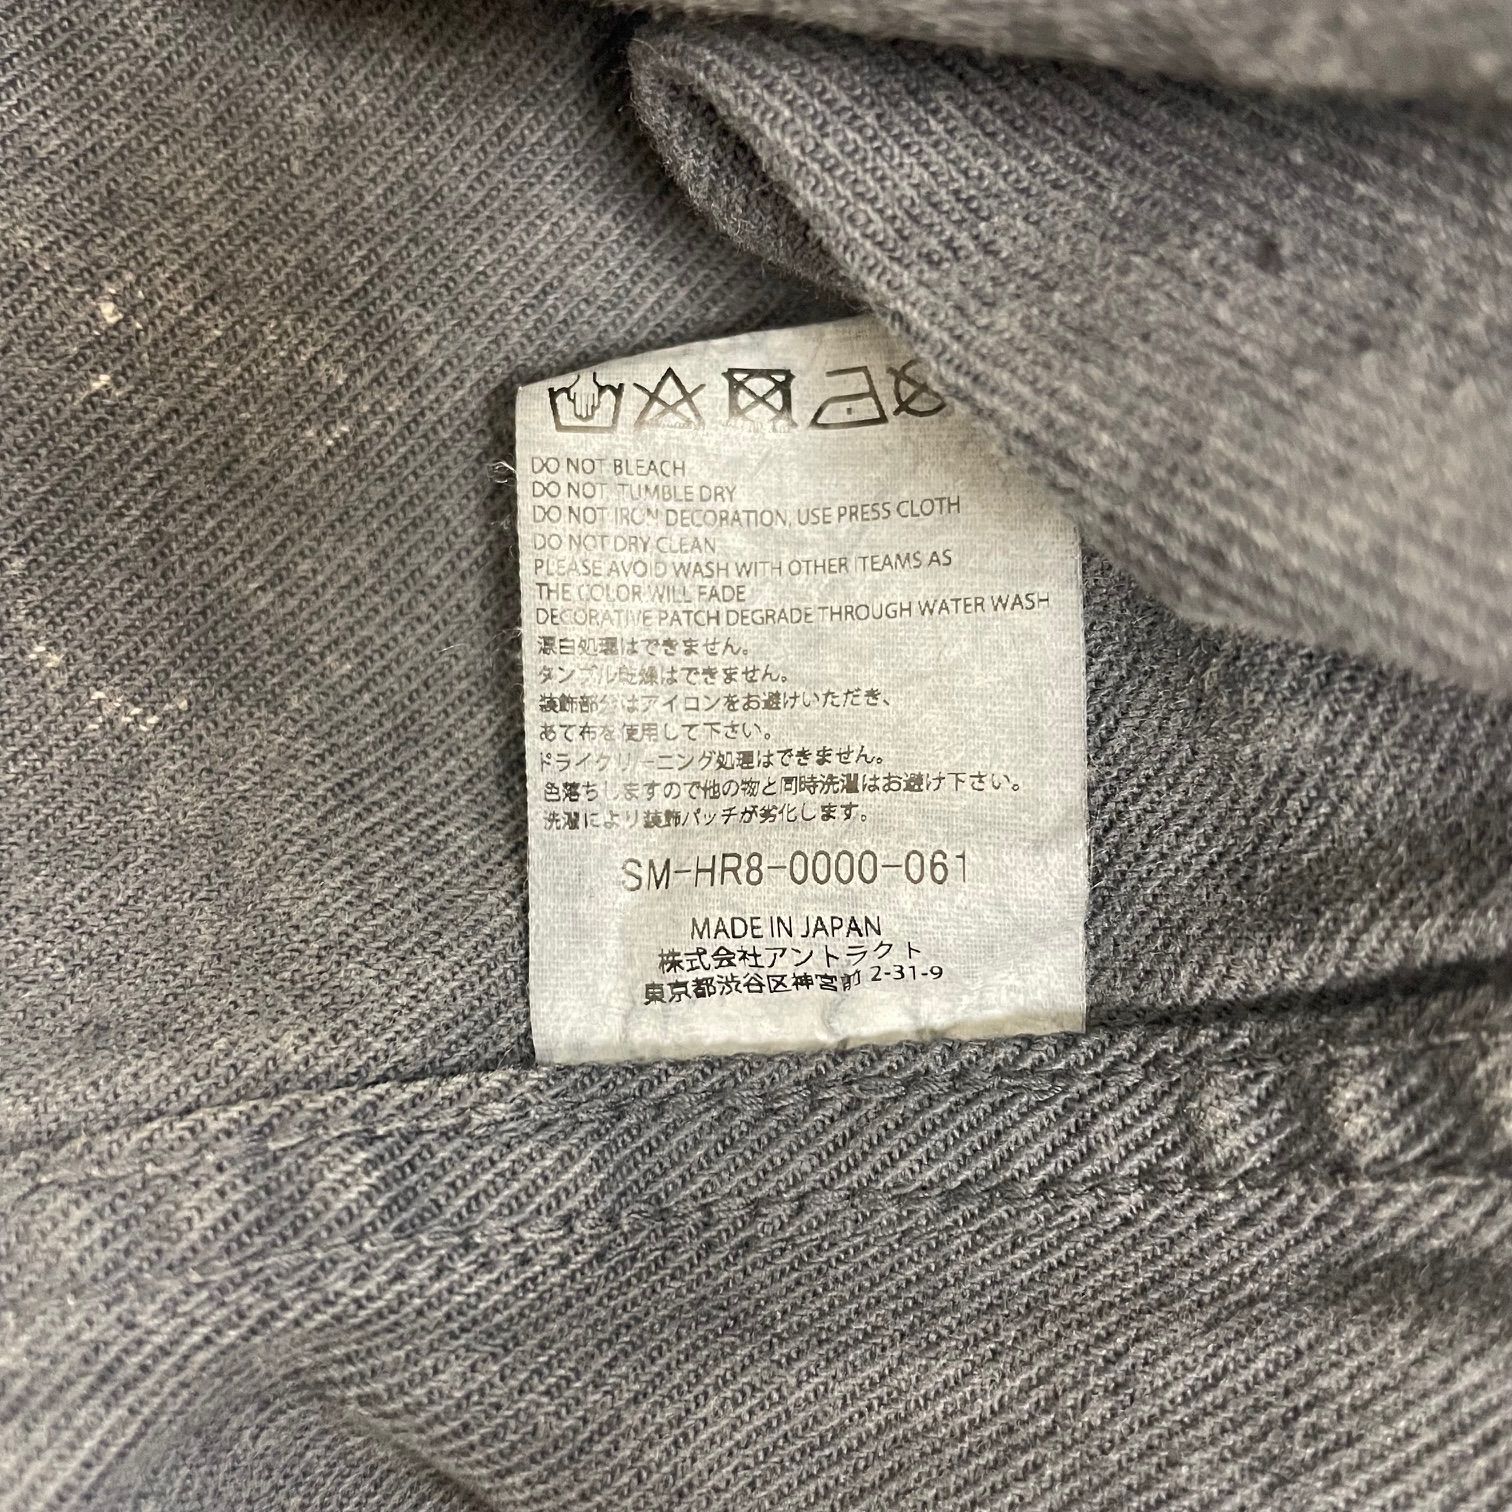 DO NOT BLEACH
DO NOT TUMBLE DRY
DO NOT IRON DECORATION, USE PRESS CLOTH
DO NOT DRY CLEAN
PLEASE AVOID WASH WITH OTHER ITEAMS AS
THE COLOR WILL FADE
DECORATIVE PATCH DEGRADE THROUGH WATER WASH
漂白処理はできません。
タンブル乾燥はできません。
装飾部分はアイロンをお避けいただき、
あて布を使用して下さい。
ドライクリーニング処理はできません。
色落ちしますので他の物と同時洗濯はお避け下さい。
洗濯により装飾パッチが劣化します。
SM-HR8-0000-061
MADE IN JAPAN
株式会社アントラクト
東京都渋谷区神宮前 2-31-9